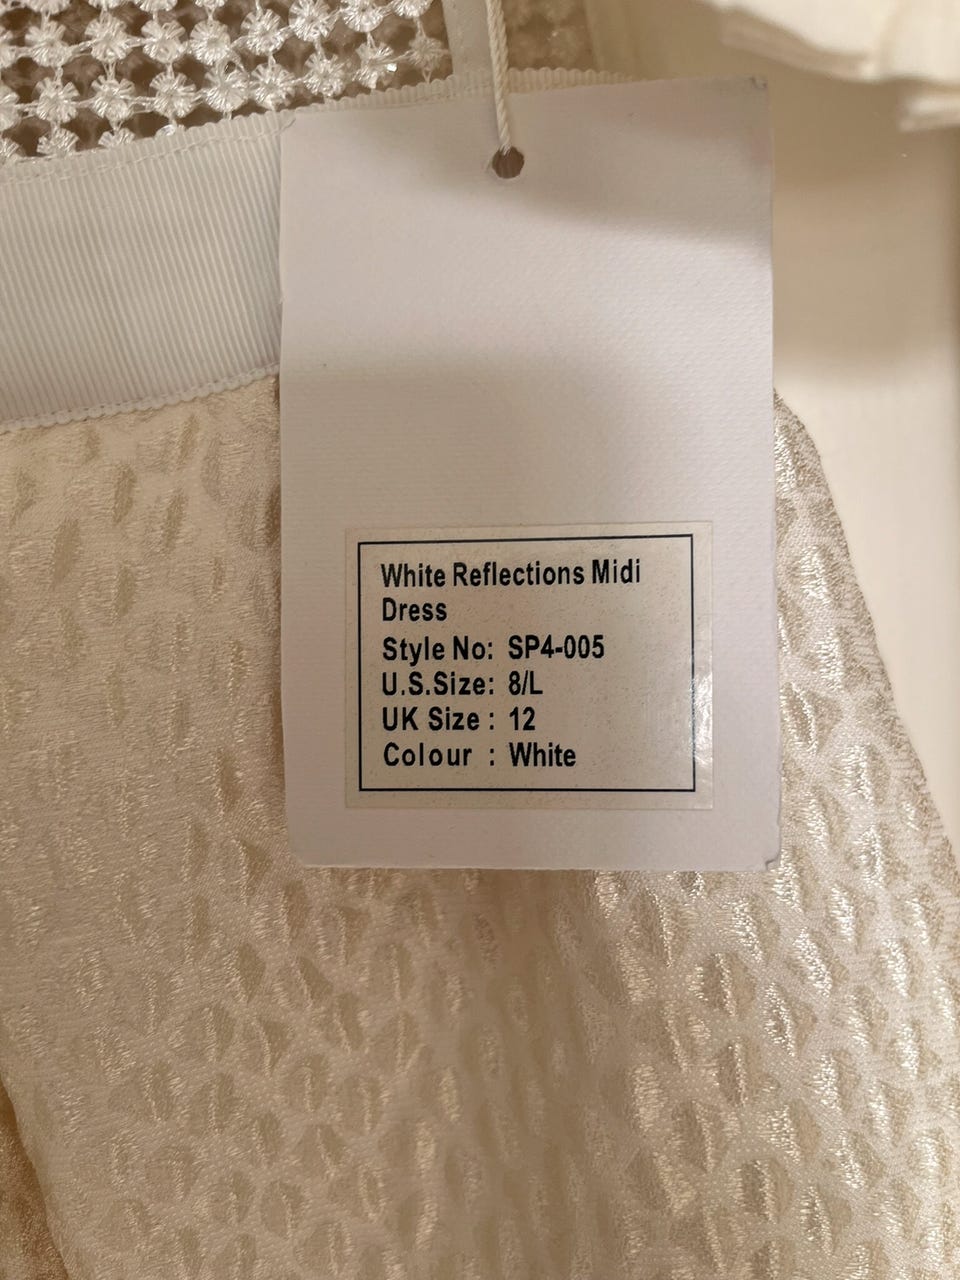 White Reflections Midi
Dress
Style No: SP4-005
U.S.Size: 8/L
UK Size : 12
Colour : White